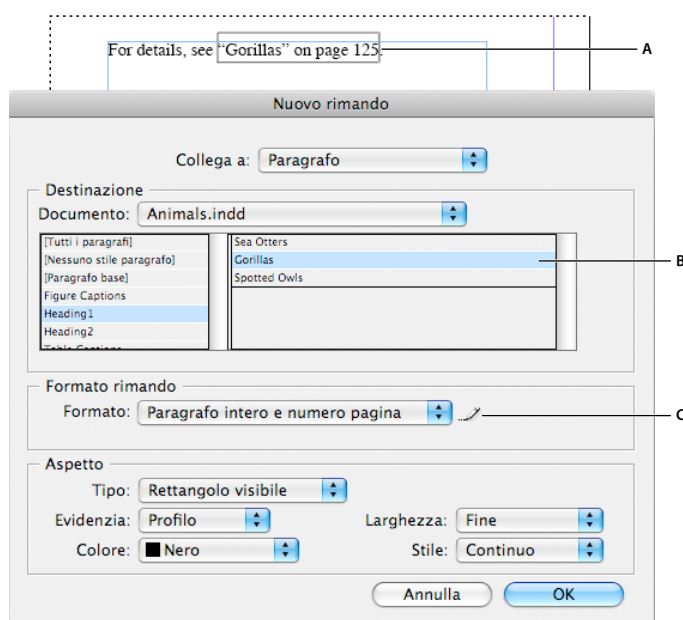 For details, see “Gorillas” on page 125.
A
Nuovo rimando
Collega a: Paragrafo
Destinazione
Documento: Animals.indd
[Tutti i paragrafi]
[Nessuno stile paragrafo]
[Paragrafo base]
Figure Captions
Heading1
Heading2
Table Captions
Sea Otters
Gorillas
Spotted Owls
B
Formato rimando
Formato: Paragrafo intero e numero pagina
C
Aspetto
Tipo: Rettangolo visibile
Evidenzia: Profilo
Larghezza: Fine
Colore: Nero
Stile: Continuo
Annulla
OK